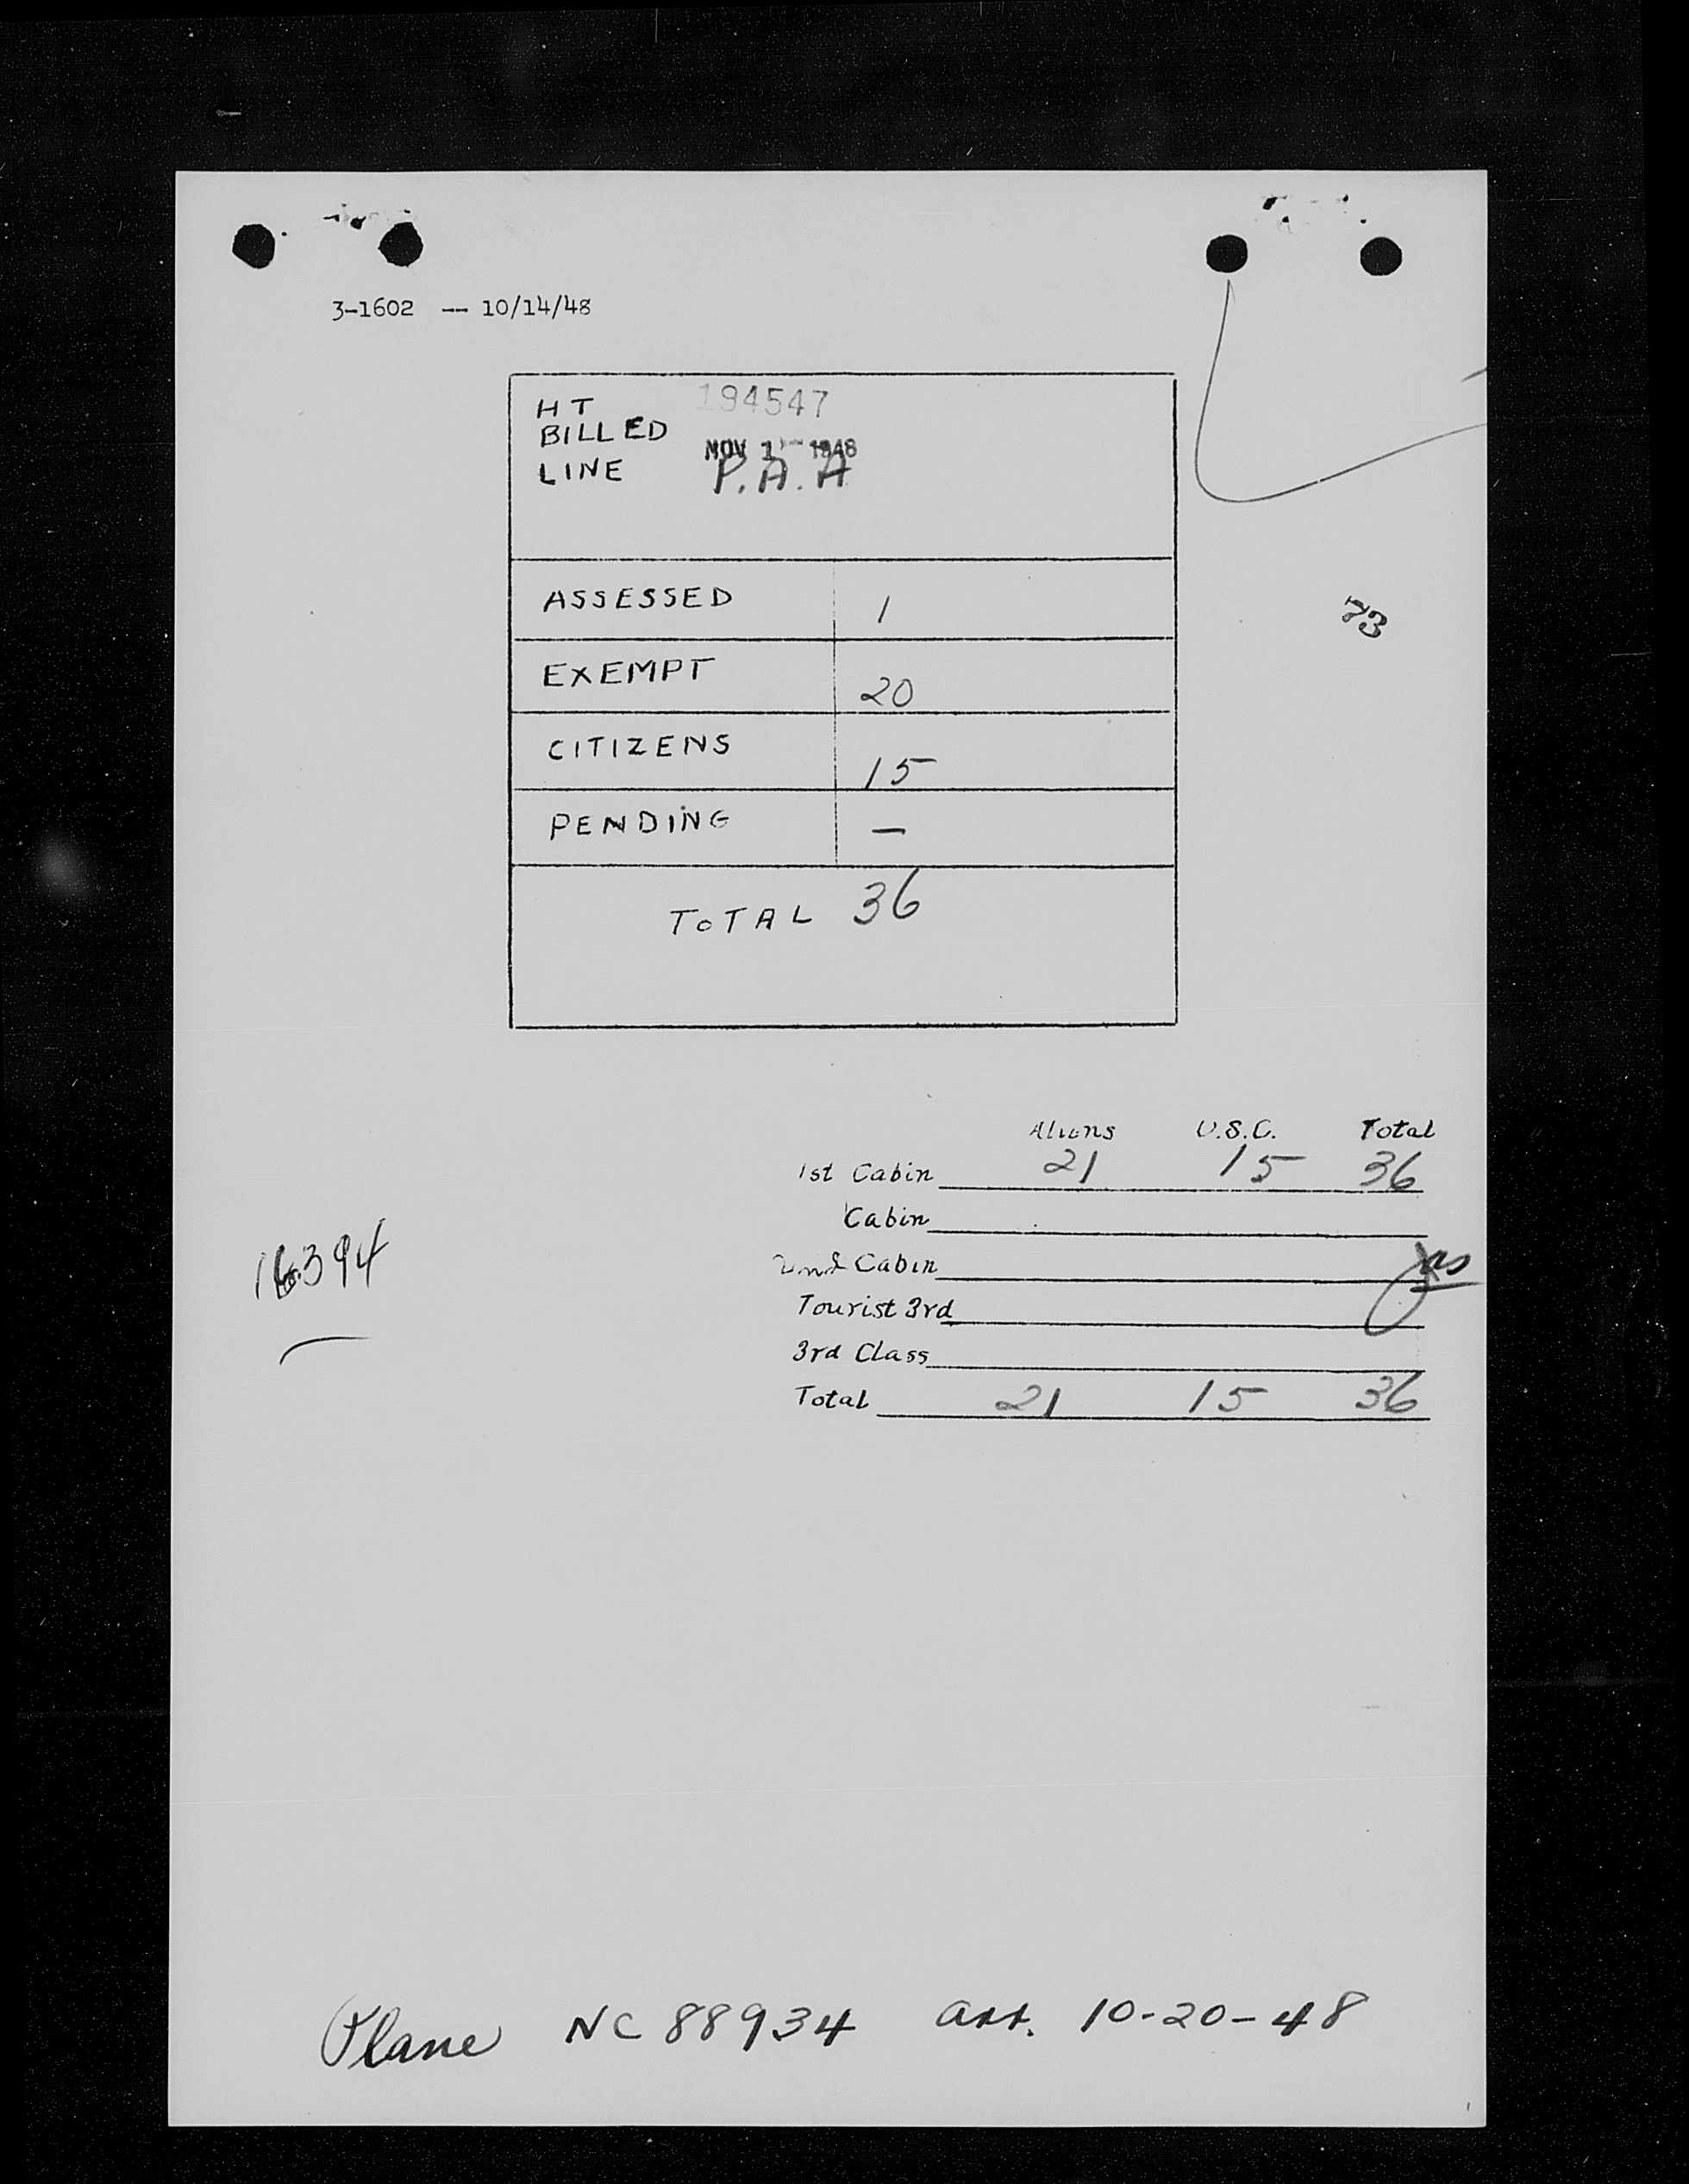 3-1602 -- 10/14/48
HT 194547
BILLED NOV 1 1948
LINE P.A.A
ASSESSED 1
73
EXEMPT 20
CITIZENS 15
PENDING —
TOTAL 36
Aliens U.S.C. Total
1st Cabin 21 15 36
Cabin
16394
2nd Cabin
Tourist 3rd
3rd Class
Total 21 15 36
Plane NC 88934 arr. 10-20-48